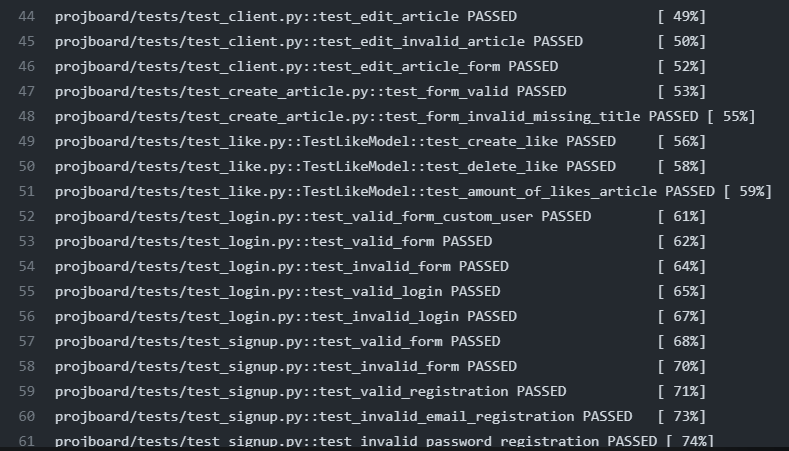 44 projboard/tests/test_client.py::test_edit_article PASSED [ 49%]
45 projboard/tests/test_client.py::test_edit_invalid_article PASSED [ 50%]
46 projboard/tests/test_client.py::test_edit_article_form PASSED [ 52%]
47 projboard/tests/test_create_article.py::test_form_valid PASSED [ 53%]
48 projboard/tests/test_create_article.py::test_form_invalid_missing_title PASSED [ 55%]
49 projboard/tests/test_like.py::TestLikeModel::test_create_like PASSED [ 56%]
50 projboard/tests/test_like.py::TestLikeModel::test_delete_like PASSED [ 58%]
51 projboard/tests/test_like.py::TestLikeModel::test_amount_of_likes_article PASSED [ 59%]
52 projboard/tests/test_login.py::test_valid_form_custom_user PASSED [ 61%]
53 projboard/tests/test_login.py::test_valid_form PASSED [ 62%]
54 projboard/tests/test_login.py::test_invalid_form PASSED [ 64%]
55 projboard/tests/test_login.py::test_valid_login PASSED [ 65%]
56 projboard/tests/test_login.py::test_invalid_login PASSED [ 67%]
57 projboard/tests/test_signup.py::test_valid_form PASSED [ 68%]
58 projboard/tests/test_signup.py::test_invalid_form PASSED [ 70%]
59 projboard/tests/test_signup.py::test_valid_registration PASSED [ 71%]
60 projboard/tests/test_signup.py::test_invalid_email_registration PASSED [ 73%]
61 projboard/tests/test_signup.py::test_invalid_password_registration PASSED [ 74%]